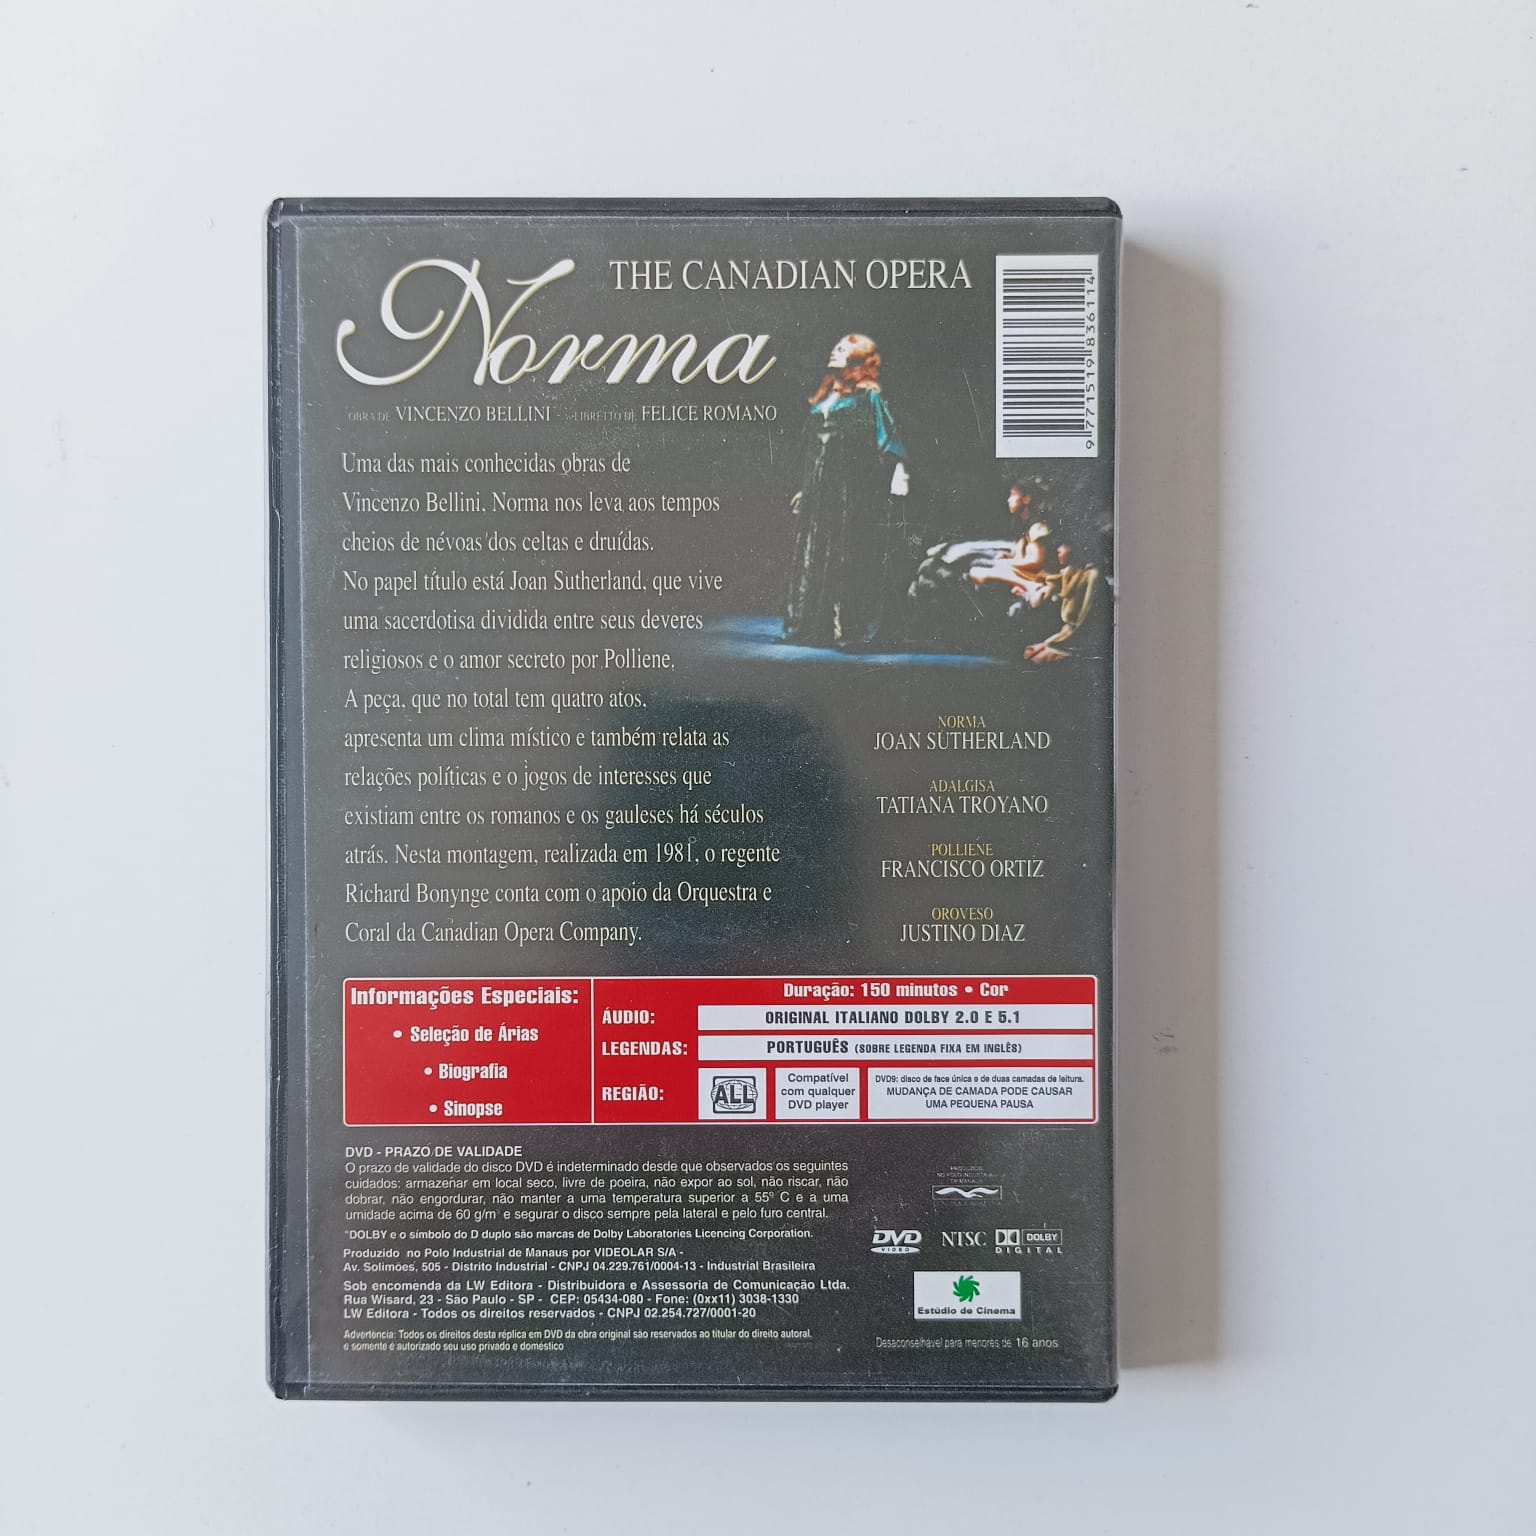 THE CANADIAN OPERA
Norma
OBRA DE VINCENZO BELLINI - LIBRETTO DE FELICE ROMANO
Uma das mais conhecidas obras de
Vincenzo Bellini, Norma nos leva aos tempos
cheios de névoas dos celtas e druídas.
No papel título está Joan Sutherland, que vive
uma sacerdotisa dividida entre seus deveres
religiosos e o amor secreto por Polliene.
A peça, que no total tem quatro atos,
apresenta um clima místico e também relata as
relações políticas e o jogos de interesses que
existiam entre os romanos e os gauleses há séculos
atrás. Nesta montagem, realizada em 1981, o regente
Richard Bonynge conta com o apoio da Orquestra e
Coral da Canadian Opera Company.
9 771519 836114
NORMA
JOAN SUTHERLAND
ADALGISA
TATIANA TROYANO
POLLIENE
FRANCISCO ORTIZ
OROVESO
JUSTINO DIAZ
Informações Especiais:
• Seleção de Árias
• Biografia
• Sinopse
Duração: 150 minutos • Cor
ÁUDIO: ORIGINAL ITALIANO DOLBY 2.0 E 5.1
LEGENDAS: PORTUGUÊS (SOBRE LEGENDA FIXA EM INGLÊS)
REGIÃO: ALL
Compatível
com qualquer
DVD player
DVD9: disco de face única e de duas camadas de leitura.
MUDANÇA DE CAMADA PODE CAUSAR
UMA PEQUENA PAUSA
DVD - PRAZO DE VALIDADE
O prazo de validade do disco DVD é indeterminado desde que observados os seguintes
cuidados: armazenar em local seco, livre de poeira, não expor ao sol, não riscar, não
dobrar, não engordurar, não manter a uma temperatura superior a 55º C e a uma
umidade acima de 60 g/m e segurar o disco sempre pela lateral e pelo furo central.
"DOLBY e o símbolo do D duplo são marcas de Dolby Laboratories Licencing Corporation.
Produzido no Polo Industrial de Manaus por VIDEOLAR S/A -
Av. Solimões, 505 - Distrito Industrial - CNPJ 04.229.761/0004-13 - Industrial Brasileira
Sob encomenda da LW Editora - Distribuidora e Assessoria de Comunicação Ltda.
Rua Wisard, 23 - São Paulo - SP - CEP: 05434-080 - Fone: (0xx11) 3038-1330
LW Editora - Todos os direitos reservados - CNPJ 02.254.727/0001-20
Advertência: Todos os direitos desta réplica em DVD da obra original são reservados ao titular do direito autoral,
e somente é autorizado seu uso privado e doméstico
DVD VIDEO
NTSC
DOLBY DIGITAL
Estúdio de Cinema
Desaconselhável para menores de 16 anos